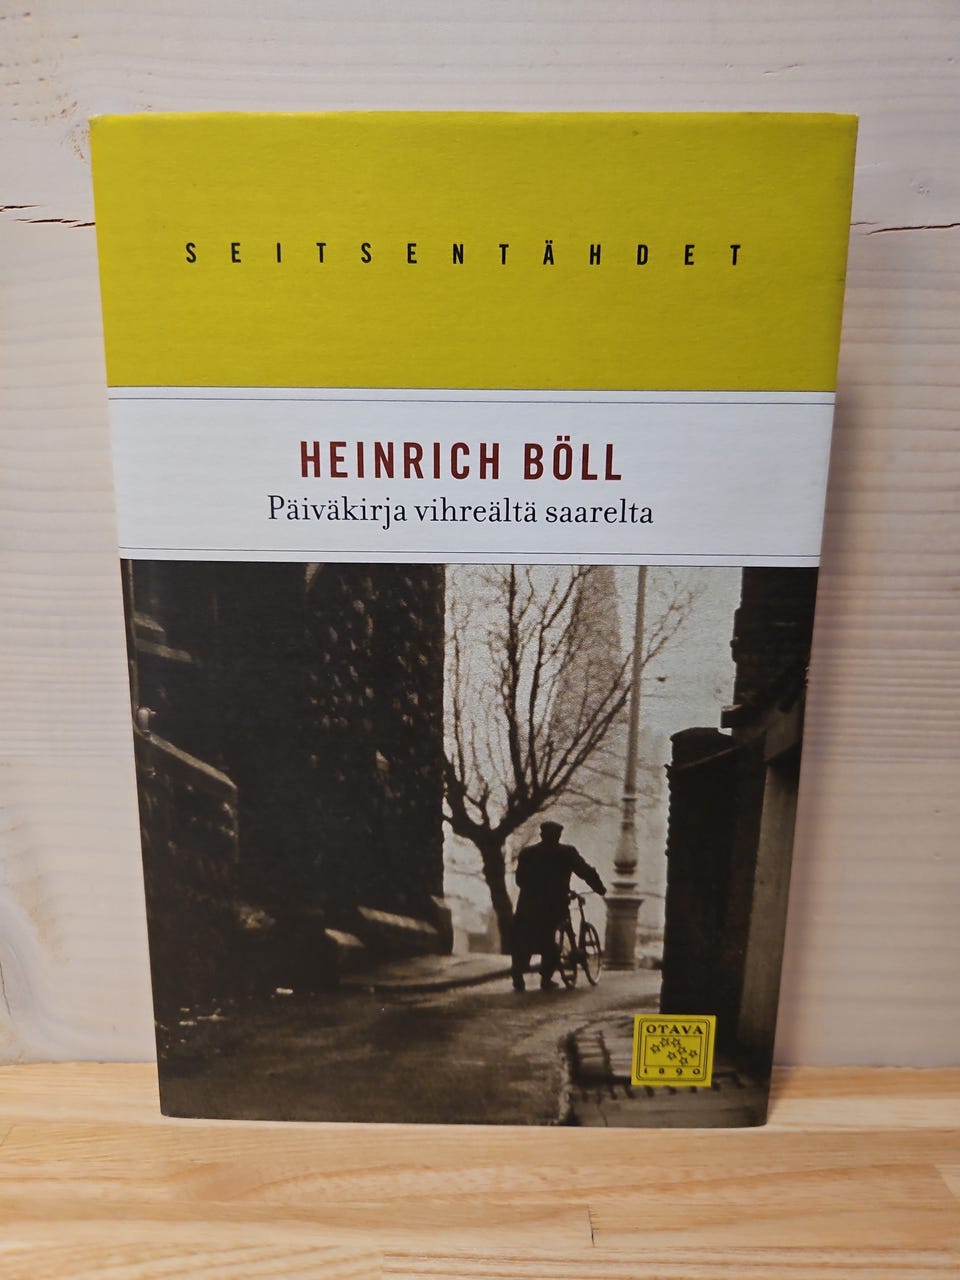 SEITSENTÄHDET
HEINRICH BÖLL
Päiväkirja vihreältä saarelta
OTAVA
1890